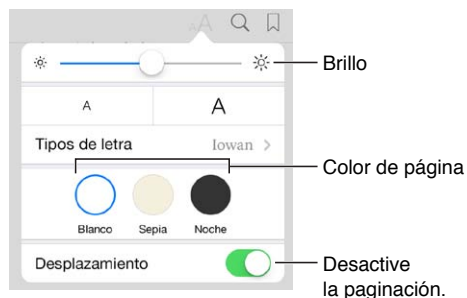 AA
Brillo
A A
Tipos de letra Iowan >
Color de página
Blanco Sepia Noche
Desplazamiento
Desactive
la paginación.